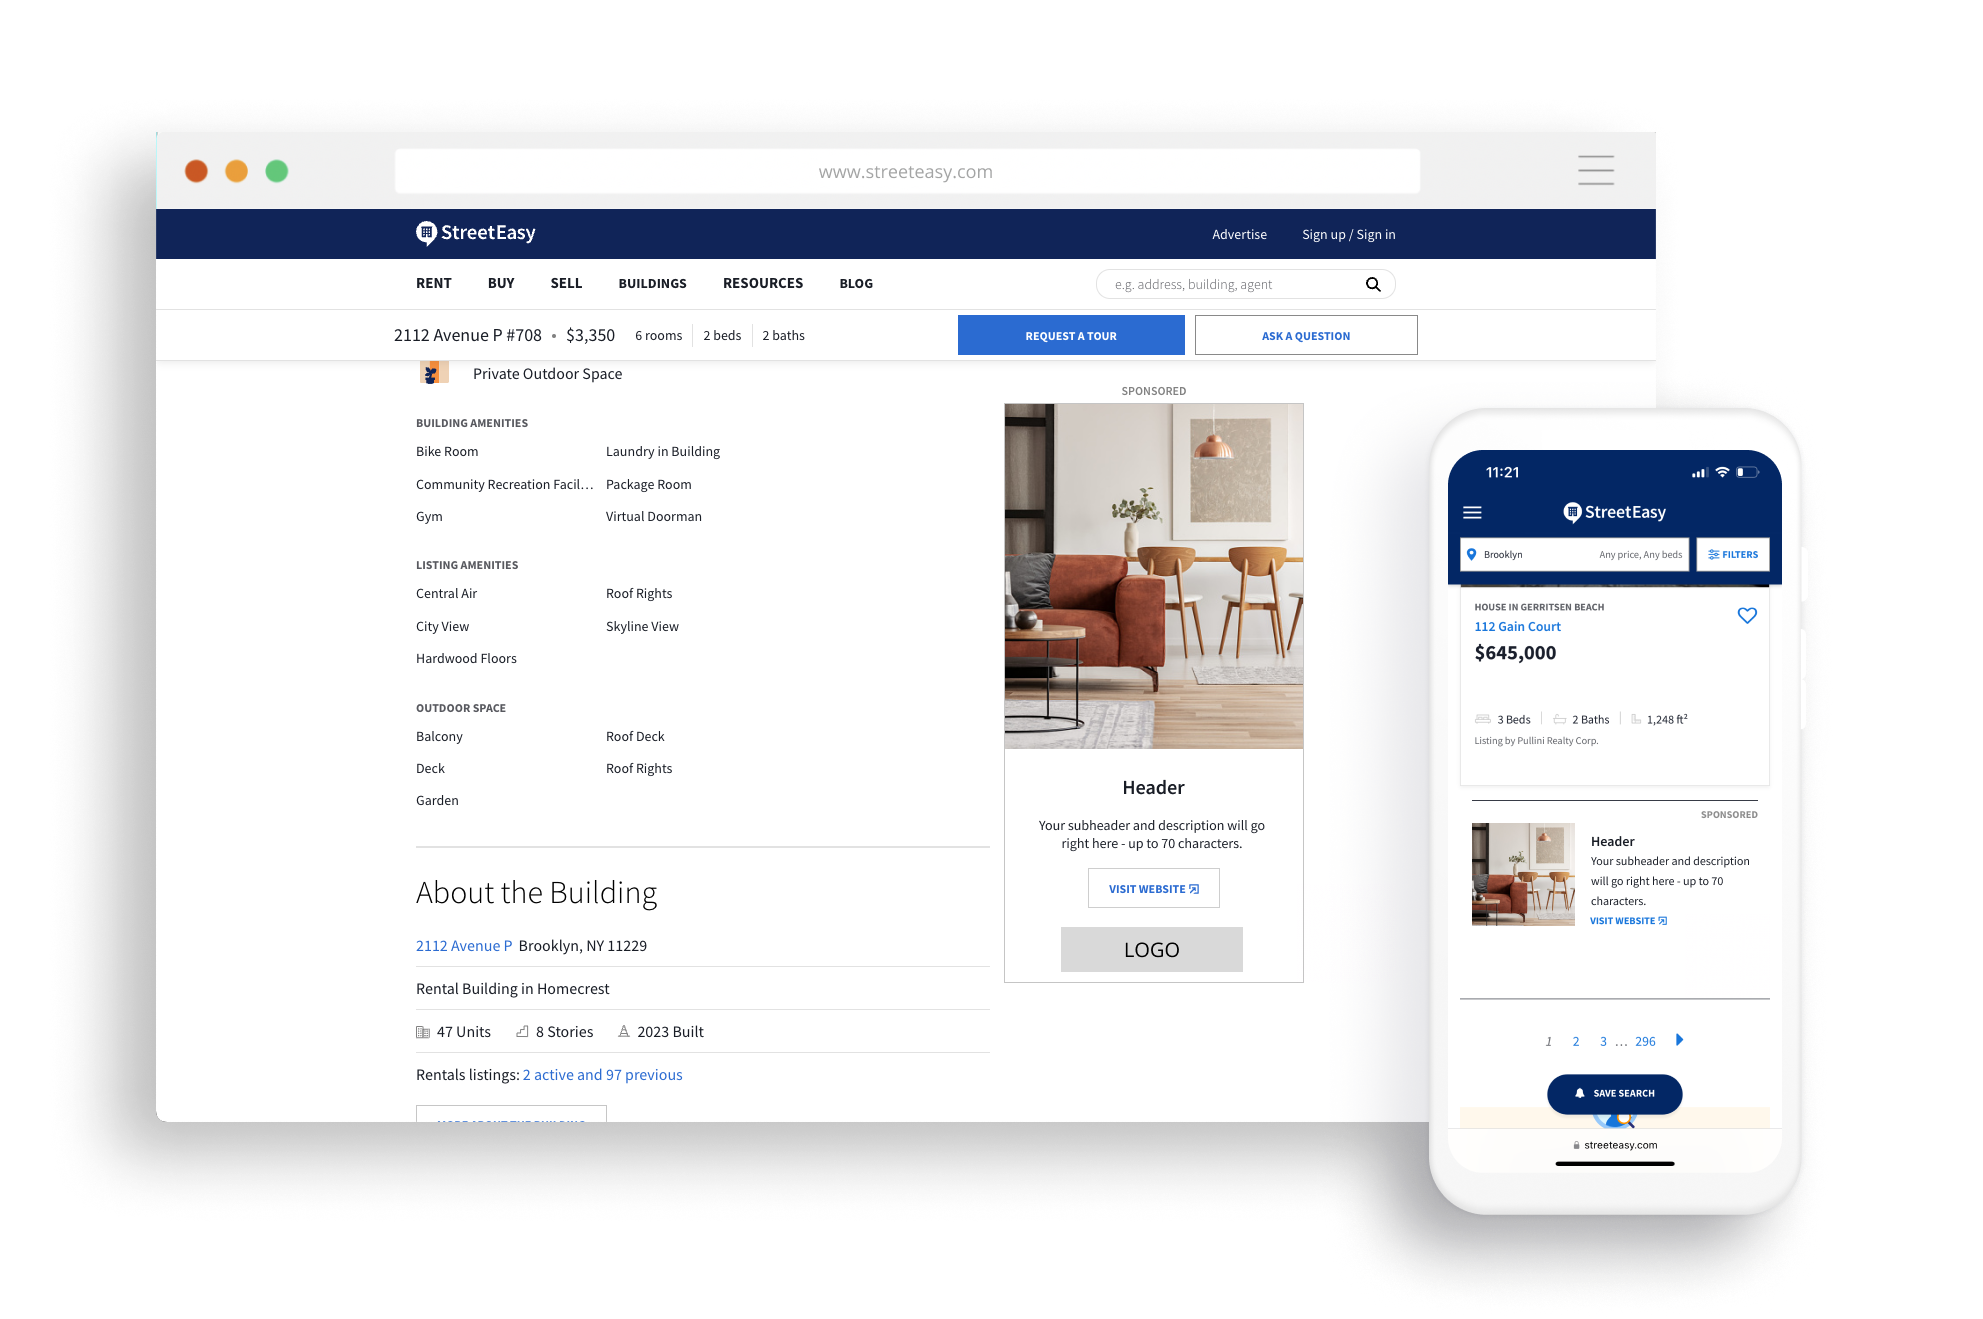 www.streeteasy.com
StreetEasy
Advertise
Sign up / Sign in
RENT BUY SELL BUILDINGS RESOURCES BLOG
e.g. address, building, agent
2112 Avenue P #708 • $3,350 6 rooms 2 beds 2 baths
REQUEST A TOUR
ASK A QUESTION
Private Outdoor Space
BUILDING AMENITIES
Bike Room Laundry in Building
Community Recreation Facil... Package Room
Gym Virtual Doorman
LISTING AMENITIES
Central Air Roof Rights
City View Skyline View
Hardwood Floors
OUTDOOR SPACE
Balcony Roof Deck
Deck Roof Rights
Garden
About the Building
2112 Avenue P Brooklyn, NY 11229
Rental Building in Homecrest
47 Units 8 Stories 2023 Built
Rentals listings: 2 active and 97 previous
MORE ABOUT THE BUILDING
SPONSORED
Header
Your subheader and description will go
right here - up to 70 characters.
VISIT WEBSITE
LOGO
11:21
StreetEasy
Brooklyn Any price, Any beds
FILTERS
HOUSE IN GERRITSEN BEACH
112 Gain Court
$645,000
3 Beds 2 Baths 1,248 ft²
Listing by Pullini Realty Corp.
SPONSORED
Header
Your subheader and description
will go right here - up to 70
characters.
VISIT WEBSITE
1 2 3 ... 296
SAVE SEARCH
streeteasy.com